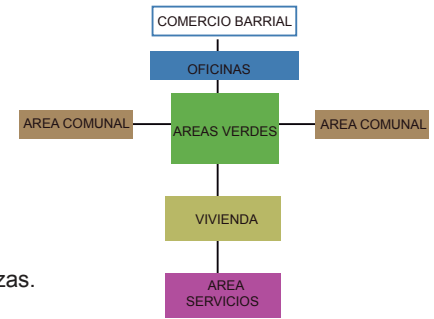 COMERCIO BARRIAL
OFICINAS
AREA COMUNAL
AREAS VERDES
AREA COMUNAL
VIVIENDA
zas.
AREA
SERVICIOS